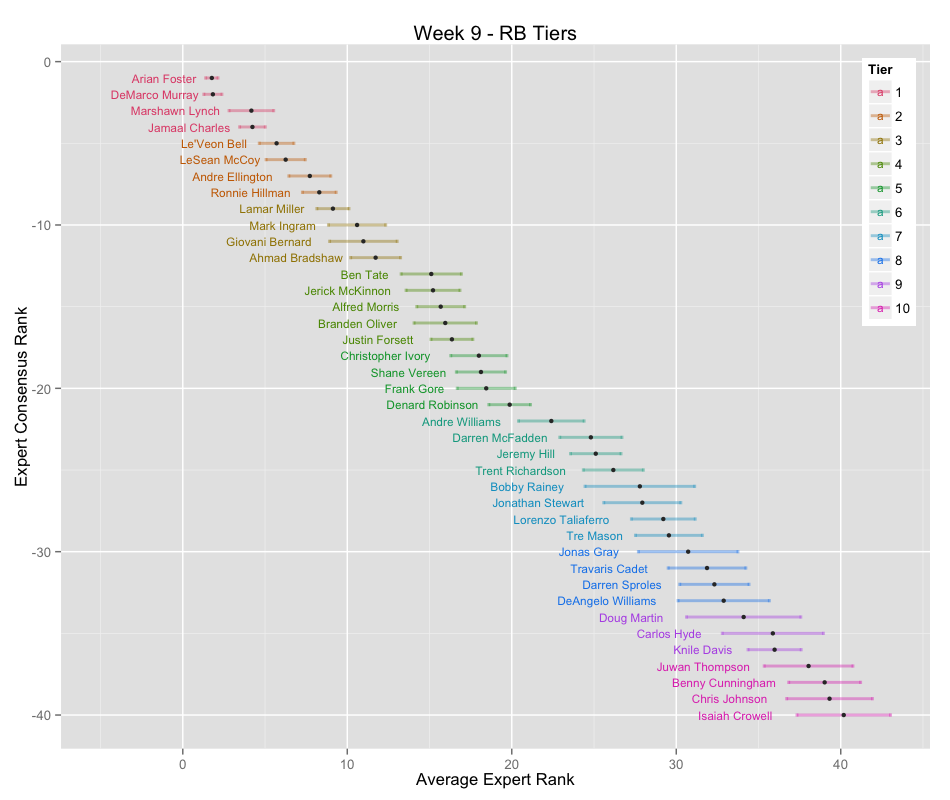 Week 9 - RB Tiers
0
Arian Foster
DeMarco Murray
Marshawn Lynch
Jamaal Charles
Le'Veon Bell
LeSean McCoy
Andre Ellington
Ronnie Hillman
Lamar Miller
-10
Mark Ingram
Giovani Bernard
Ahmad Bradshaw
Ben Tate
Jerick McKinnon
Alfred Morris
Branden Oliver
Justin Forsett
Christopher Ivory
Shane Vereen
-20
Frank Gore
Denard Robinson
Andre Williams
Darren McFadden
Jeremy Hill
Trent Richardson
Bobby Rainey
Jonathan Stewart
Lorenzo Taliaferro
Tre Mason
-30
Jonas Gray
Travaris Cadet
Darren Sproles
DeAngelo Williams
Doug Martin
Carlos Hyde
Knile Davis
Juwan Thompson
Benny Cunningham
Chris Johnson
-40
Isaiah Crowell
Tier
a 1
a 2
a 3
a 4
a 5
a 6
a 7
a 8
a 9
a 10
Expert Consensus Rank
0 10 20 30 40
Average Expert Rank